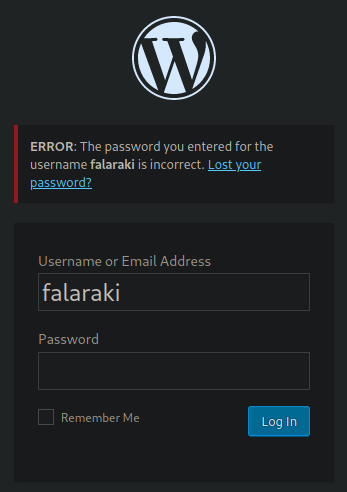 ERROR: The password you entered for the
username falaraki is incorrect. Lost your
password?
Username or Email Address
falaraki
Password
Remember Me
Log In